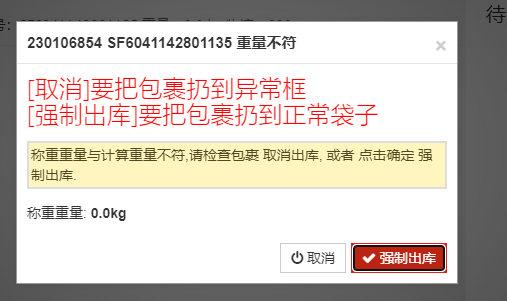 230106854 SF6041142801135 重量不符
×
[取消]要把包裹扔到异常框
[强制出库]要把包裹扔到正常袋子
称重重量与计算重量不符,请检查包裹 取消出库, 或者 点击确定 强
制出库.
称重重量: 0.0kg
取消
强制出库
待